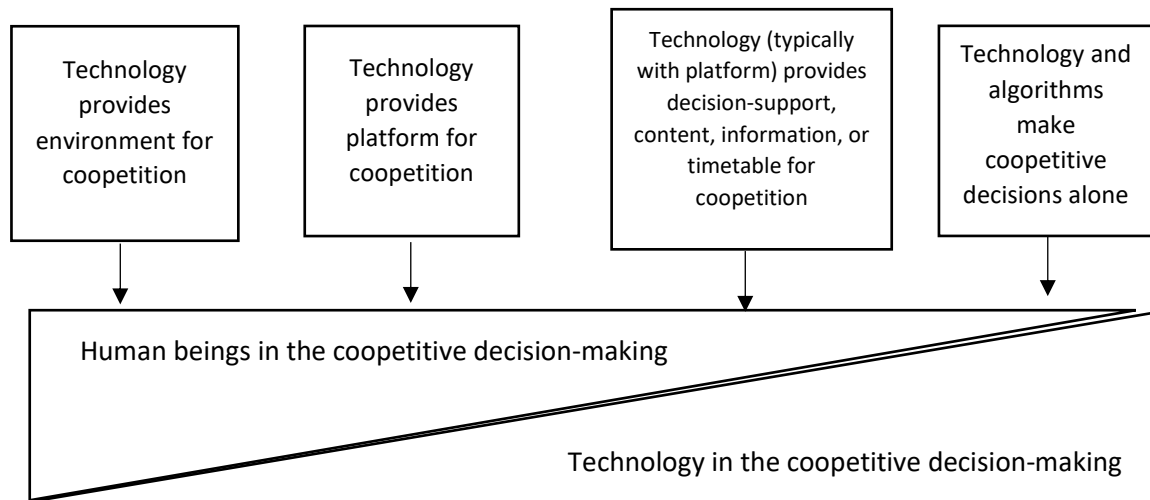 Technology
provides
environment for
coopetition
Technology
provides
platform for
coopetition
Technology (typically
with platform) provides
decision-support,
content, information, or
timetable for
coopetition
Technology and
algorithms
make
coopetitive
decisions alone
Human beings in the coopetitive decision-making
Technology in the coopetitive decision-making